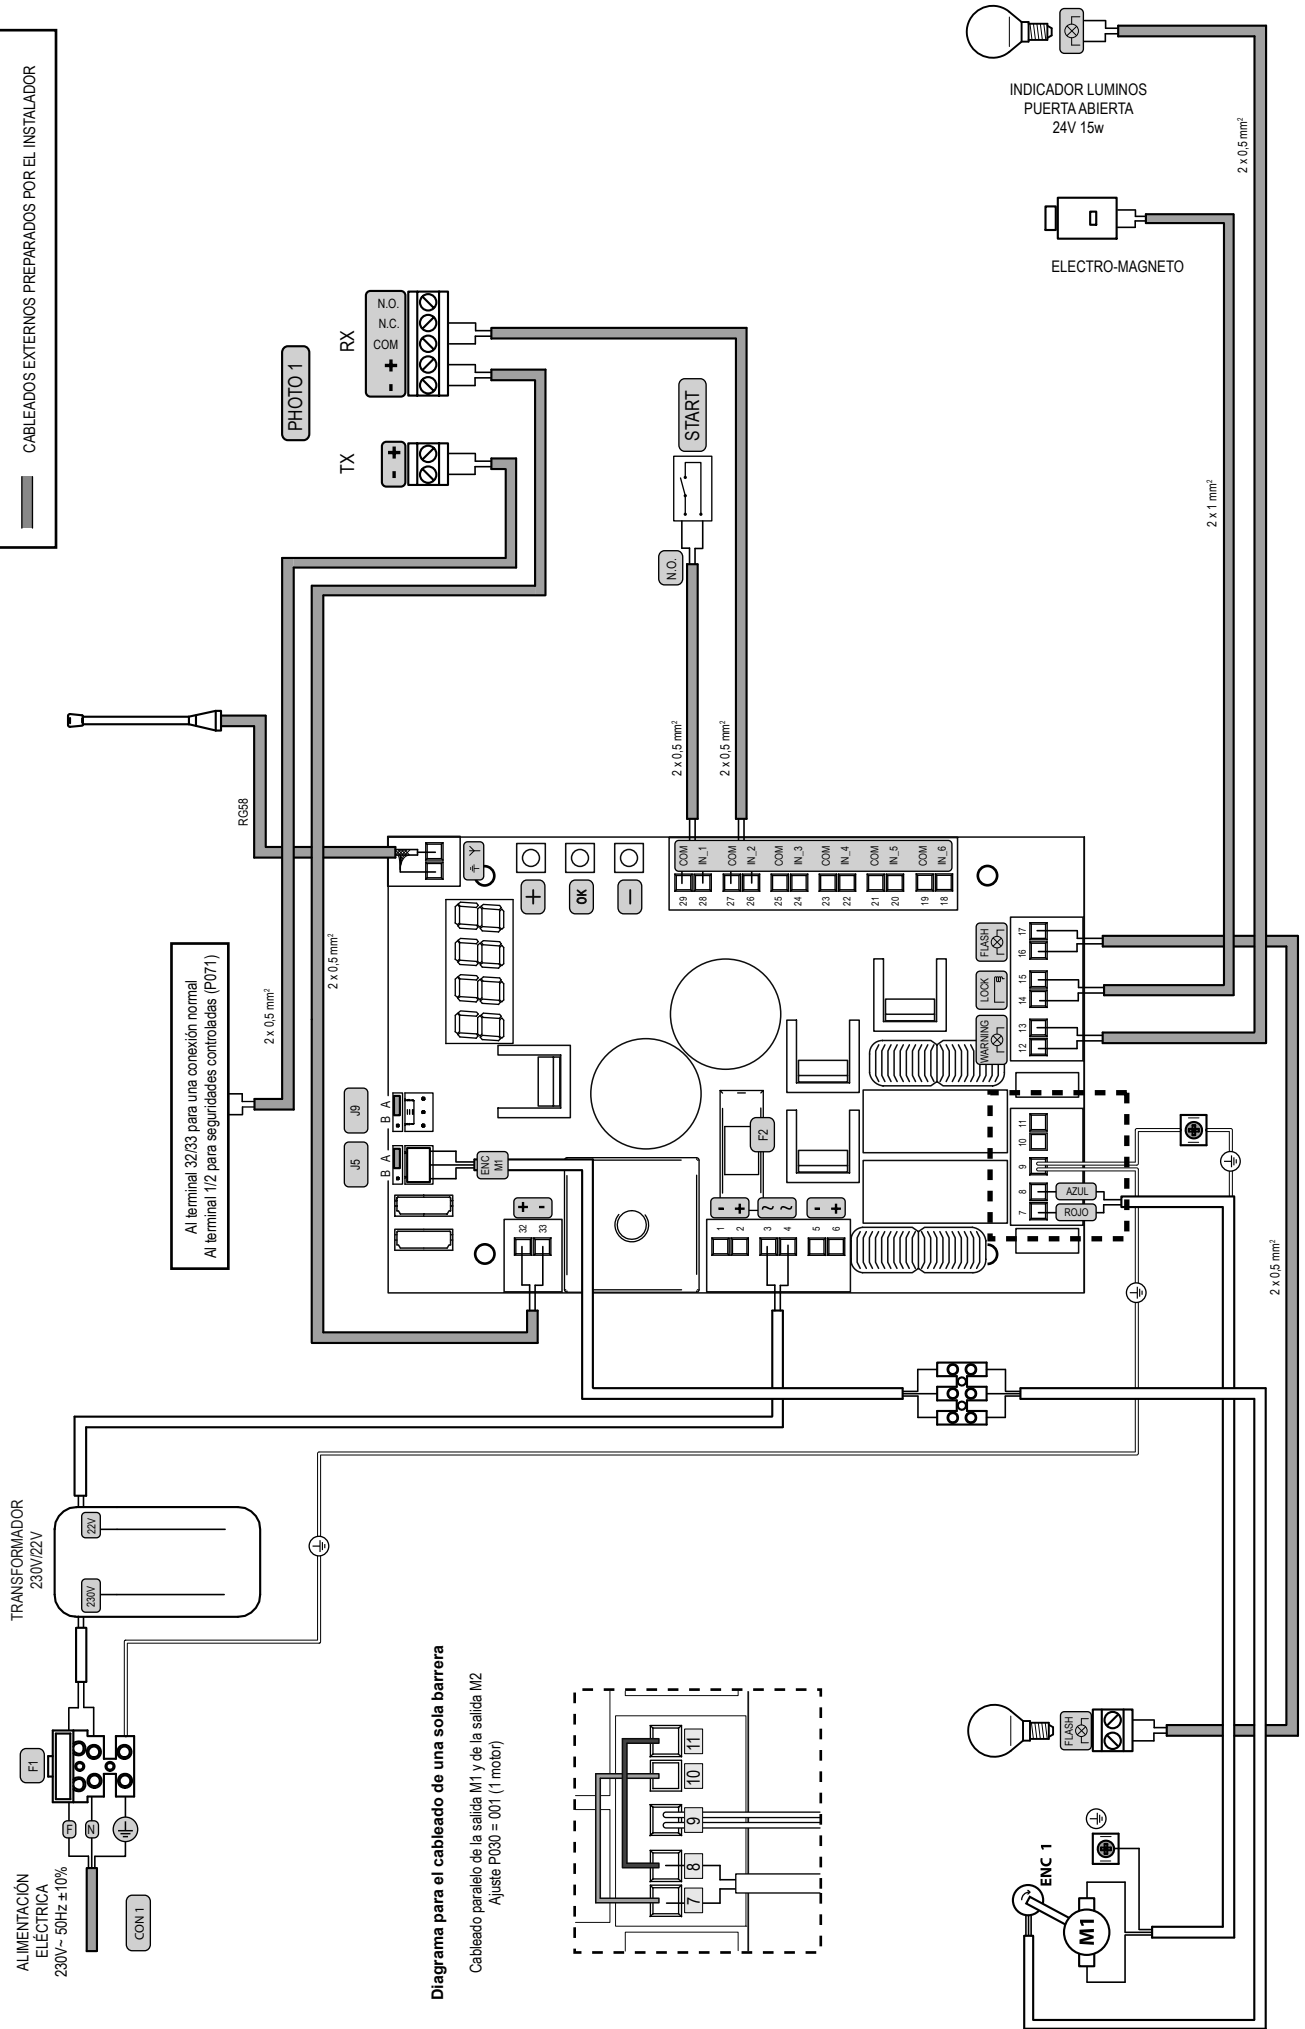 CABLEADOS EXTERNOS PREPARADOS POR EL INSTALADOR
INDICADOR LUMINOS
PUERTA ABIERTA
24V 15w
2 x 0,5 mm²
ELECTRO-MAGNETO
2 x 1 mm²
PHOTO 1
TX
- +
RX
- + COM N.C. N.O.
START
N.O.
2 x 0,5 mm²
2 x 0,5 mm²
RG58
Al terminal 32/33 para una conexión normal
Al terminal 1/2 para seguridades controladas (P071)
2 x 0,5 mm²
2 x 0,5 mm²
+
OK
−
COM
IN_1
COM
IN_2
COM
IN_3
COM
IN_4
COM
IN_5
COM
IN_6
29
28
27
26
25
24
23
22
21
20
19
18
J5
B A
J9
B A
ENC
M1
+ -
32 33
F2
- +
~ ~
- +
1 2 3 4 5 6
WARNING
LOCK
FLASH
12 13 14 15 16 17
7 8 9 10 11
ROJO
AZUL
2 x 0,5 mm²
TRANSFORMADOR
230V/22V
230V
22V
F1
F
N
ALIMENTACIÓN
ELÉCTRICA
230V~ 50Hz ±10%
CON 1
Diagrama para el cableado de una sola barrera
Cableado paralelo de la salida M1 y de la salida M2
Ajuste P030 = 001 (1 motor)
7 8 9 10 11
FLASH
ENC 1
M1